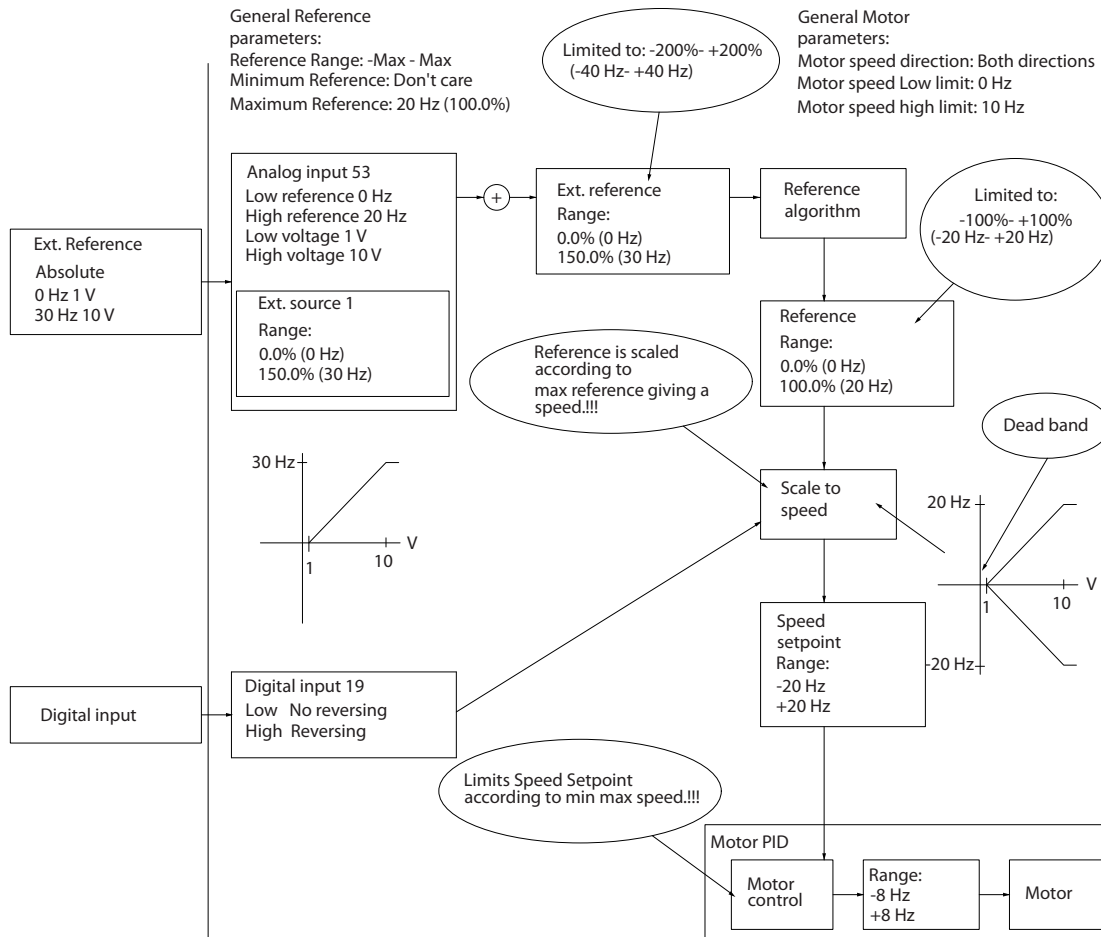 General Reference
parameters:
Reference Range: -Max - Max
Minimum Reference: Don't care
Maximum Reference: 20 Hz (100.0%)
Limited to: -200%- +200%
(-40 Hz- +40 Hz)
General Motor
parameters:
Motor speed direction: Both directions
Motor speed Low limit: 0 Hz
Motor speed high limit: 10 Hz
Ext. Reference
Absolute
0 Hz 1 V
30 Hz 10 V
Analog input 53
Low reference 0 Hz
High reference 20 Hz
Low voltage 1 V
High voltage 10 V
Ext. source 1
Range:
0.0% (0 Hz)
150.0% (30 Hz)
+
Ext. reference
Range:
0.0% (0 Hz)
150.0% (30 Hz)
Reference
algorithm
Limited to:
-100%- +100%
(-20 Hz- +20 Hz)
Reference
Range:
0.0% (0 Hz)
100.0% (20 Hz)
Reference is scaled
according to
max reference giving a
speed.!!!
Dead band
30 Hz
1
10
V
Scale to
speed
20 Hz
1
10
V
-20 Hz
Speed
setpoint
Range:
-20 Hz
+20 Hz
Digital input
Digital input 19
Low No reversing
High Reversing
Limits Speed Setpoint
according to min max speed.!!!
Motor PID
Motor
control
Range:
-8 Hz
+8 Hz
Motor